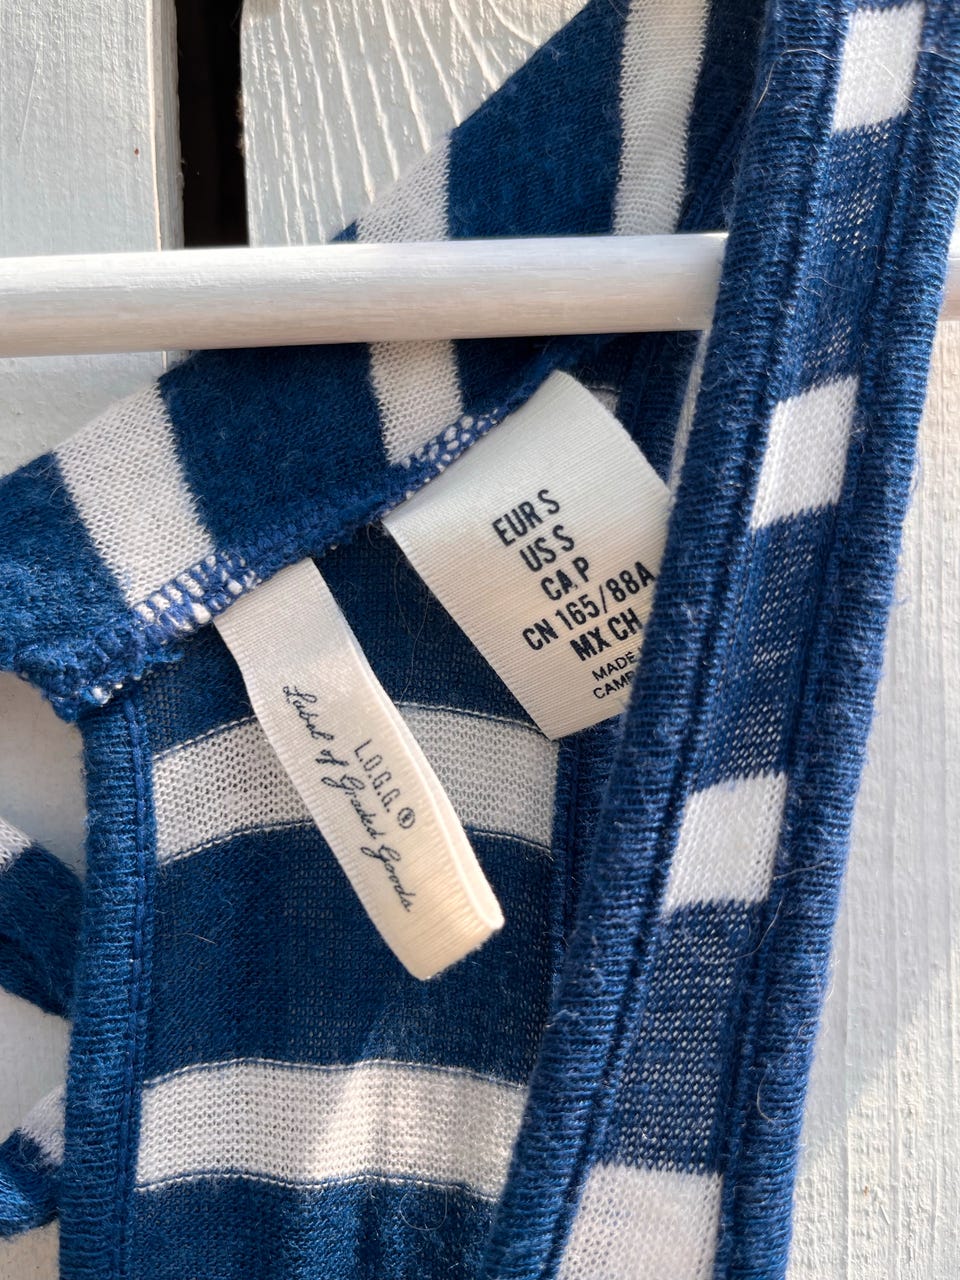 EUR S
US S
CA P
CN 165/88A
MX CH
MADE
L.O.G.G.®
Label of Graded Goods